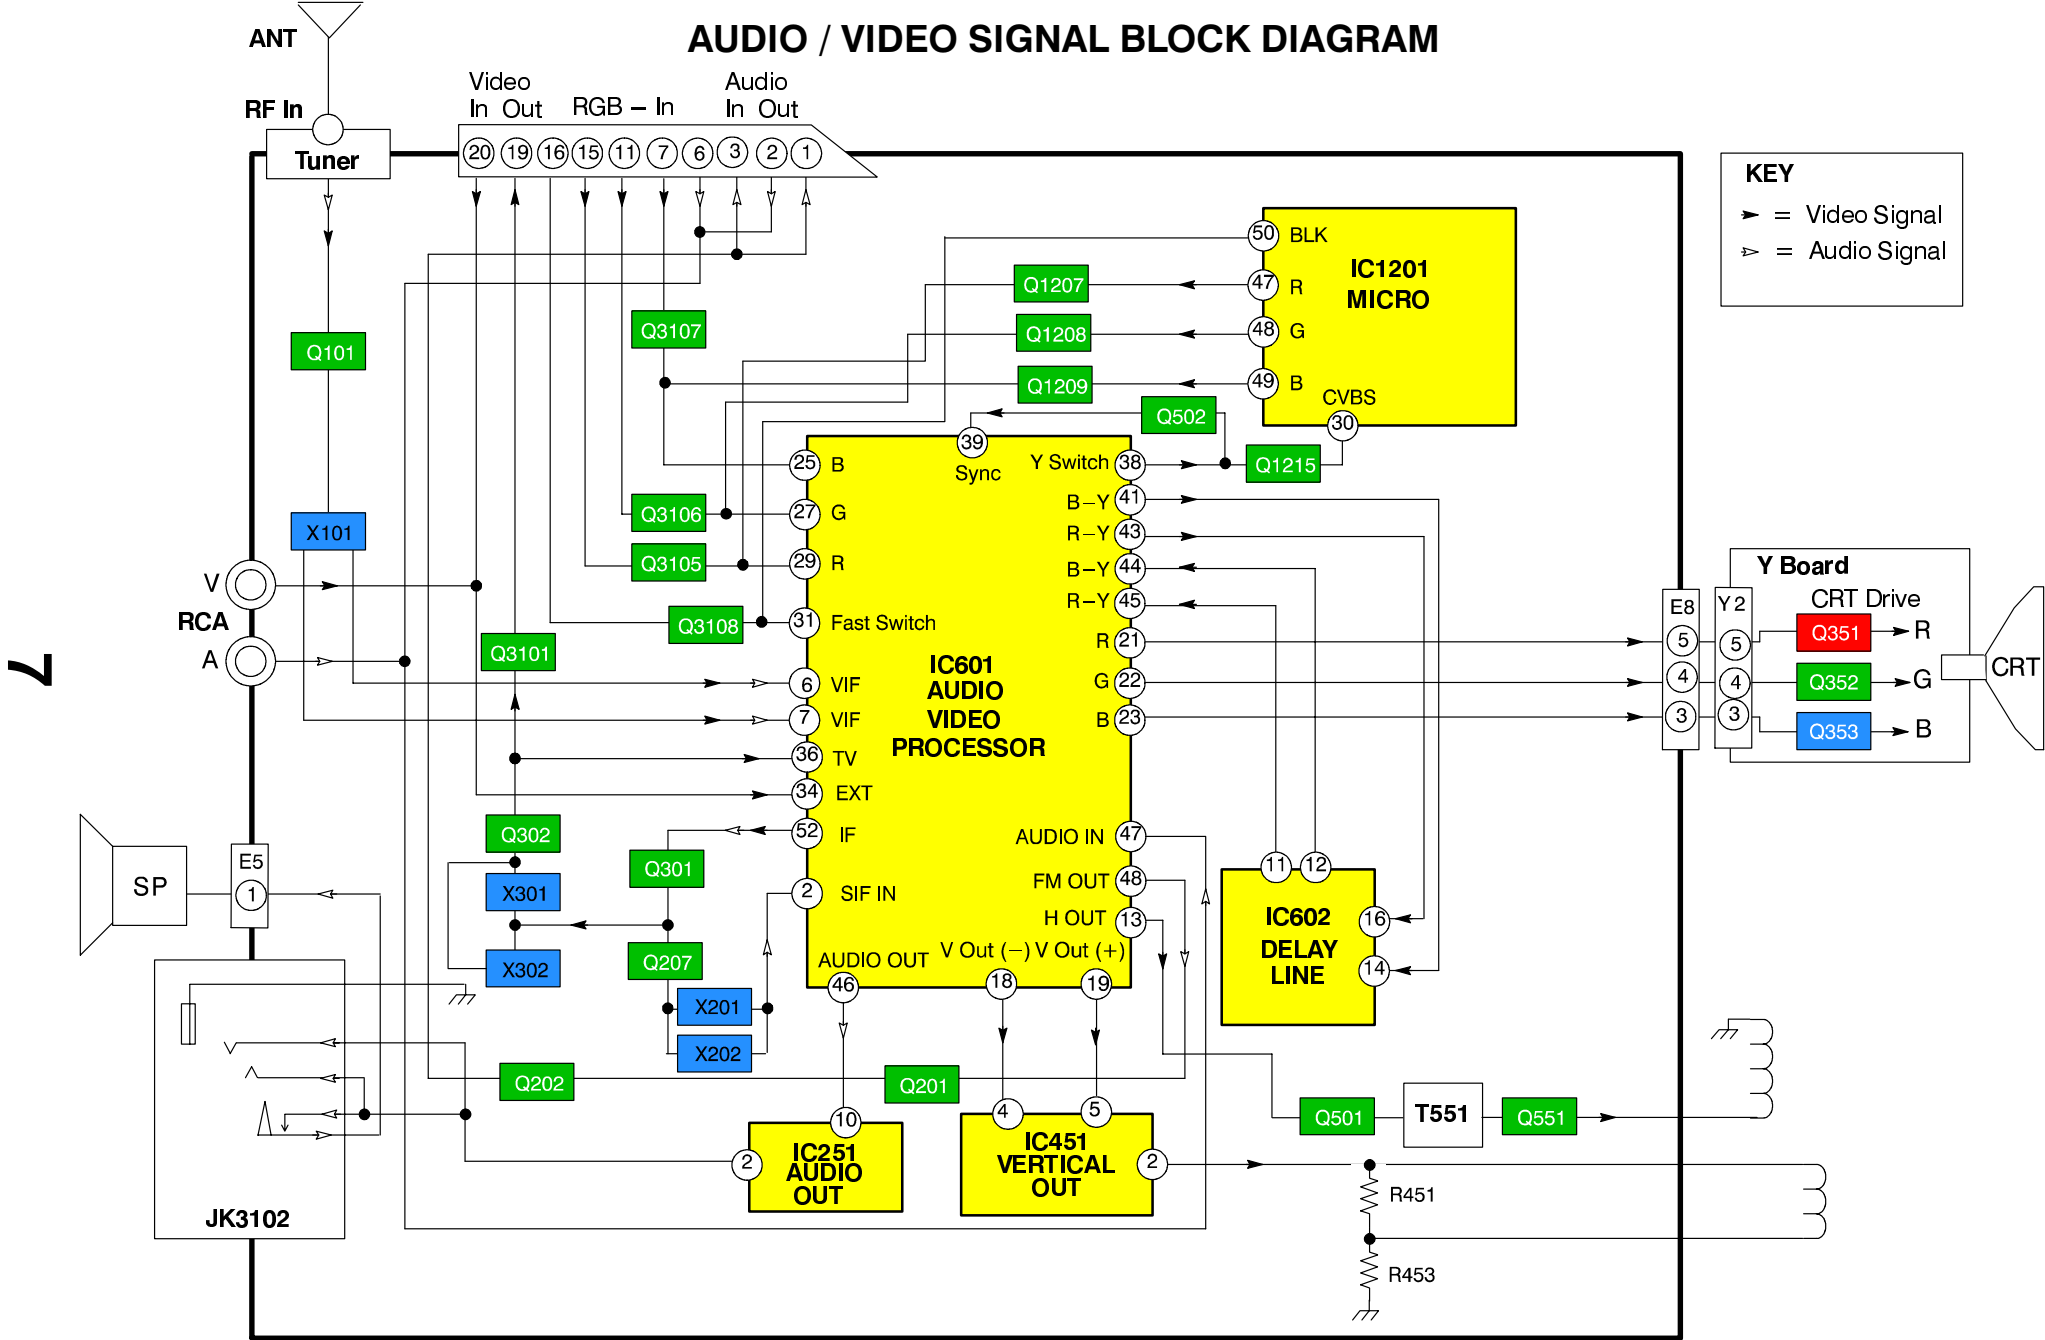 AUDIO / VIDEO SIGNAL BLOCK DIAGRAM
ANT
RF In
Tuner
Video
In Out
RGB – In
Audio
In Out
20 19 16 15 11 7 6 3 2 1
KEY
= Video Signal
= Audio Signal
50 BLK
47 R
48 G
49 B
CVBS
30
IC1201
MICRO
Q1207
Q1208
Q1209
Q3107
Q101
Q502
Q1215
39
Sync
Y Switch 38
25 B
27 G
29 R
31 Fast Switch
6 VIF
7 VIF
36 TV
34 EXT
52 IF
2 SIF IN
B–Y 41
R–Y 43
B–Y 44
R–Y 45
R 21
G 22
B 23
AUDIO IN 47
FM OUT 48
H OUT 13
V Out (–) V Out (+)
AUDIO OUT
46 18 19
IC601
AUDIO
VIDEO
PROCESSOR
Q3106
Q3105
Q3108
Q3101
X101
V
RCA
A
7
Q302
X301
X302
Q301
Q207
X201
X202
Q202
Q201
SP
E5
1
JK3102
10
2
IC251
AUDIO
OUT
4 5
2
IC451
VERTICAL
OUT
11 12
16
14
IC602
DELAY
LINE
Q501
T551
Q551
R451
R453
E8
5
4
3
Y2
5
4
3
Y Board
CRT Drive
Q351 R
Q352 G
Q353 B
CRT